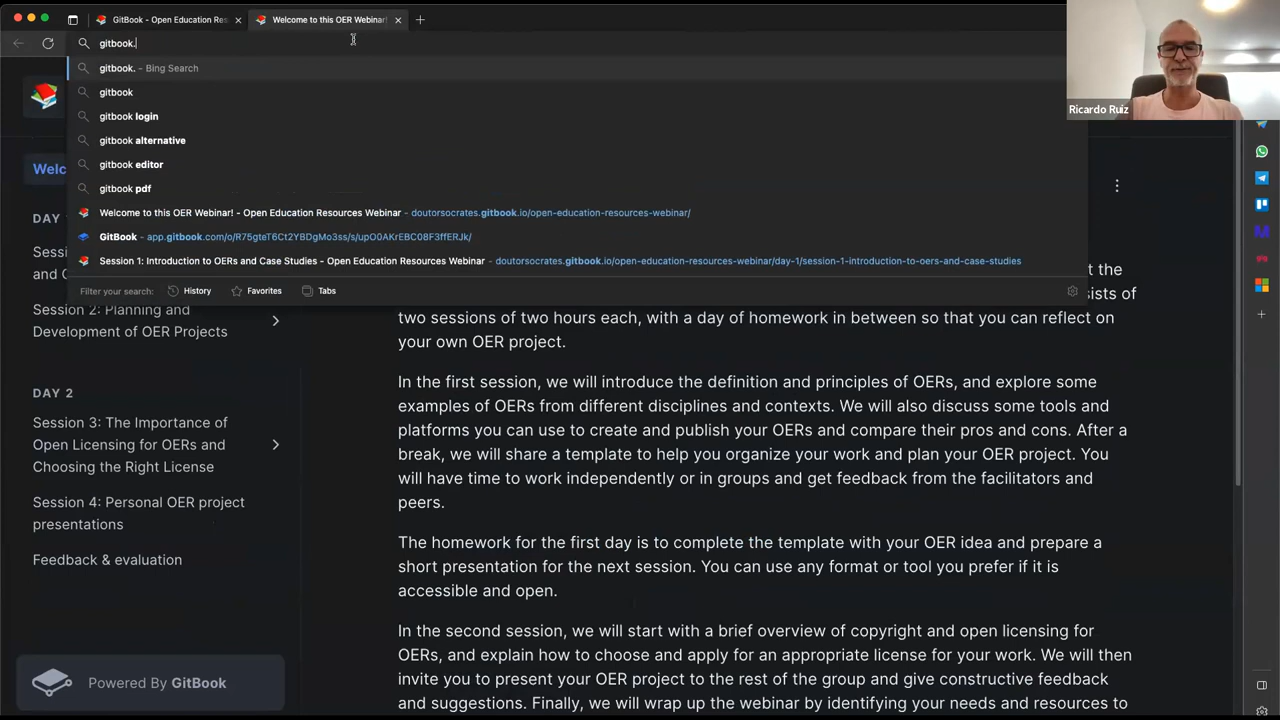 GitBook - Open Education Res
Welcome to this OER Webinar!
gitbook.
gitbook. – Bing Search
gitbook
gitbook login
gitbook alternative
gitbook editor
gitbook pdf
Welcome to this OER Webinar! - Open Education Resources Webinar - doutorsocrates.gitbook.io/open-education-resources-webinar/
GitBook - app.gitbook.com/o/R75gteT6Ct2YBDgMo3ss/s/upO0AKrEBC08F3ffERJk/
Session 1: Introduction to OERs and Case Studies - Open Education Resources Webinar - doutorsocrates.gitbook.io/open-education-resources-webinar/day-1/session-1-introduction-to-oers-and-case-studies
Filter your search: History Favorites Tabs
Ricardo Ruiz
Welc
DAY
Sess
and C
Session 2: Planning and
Development of OER Projects
DAY 2
Session 3: The Importance of
Open Licensing for OERs and
Choosing the Right License
Session 4: Personal OER project
presentations
Feedback & evaluation
Powered By GitBook
t the
sists of
two sessions of two hours each, with a day of homework in between so that you can reflect on
your own OER project.
In the first session, we will introduce the definition and principles of OERs, and explore some
examples of OERs from different disciplines and contexts. We will also discuss some tools and
platforms you can use to create and publish your OERs and compare their pros and cons. After a
break, we will share a template to help you organize your work and plan your OER project. You
will have time to work independently or in groups and get feedback from the facilitators and
peers.
The homework for the first day is to complete the template with your OER idea and prepare a
short presentation for the next session. You can use any format or tool you prefer if it is
accessible and open.
In the second session, we will start with a brief overview of copyright and open licensing for
OERs, and explain how to choose and apply for an appropriate license for your work. We will then
invite you to present your OER project to the rest of the group and give constructive feedback
and suggestions. Finally, we will wrap up the webinar by identifying your needs and resources to